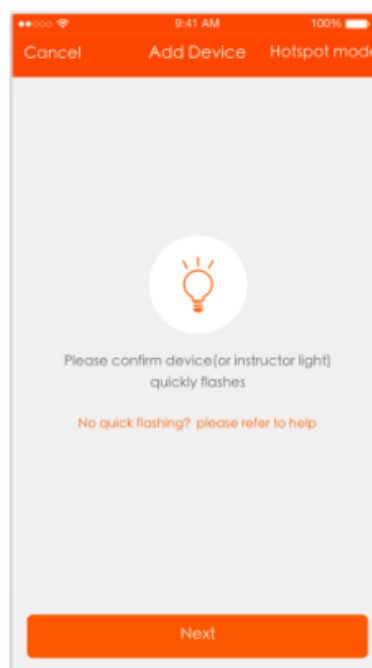 9:41 AM 100%
Cancel Add Device Hotspot mode
Please confirm device(or instructor light)
quickly flashes
No quick flashing? please refer to help
Next